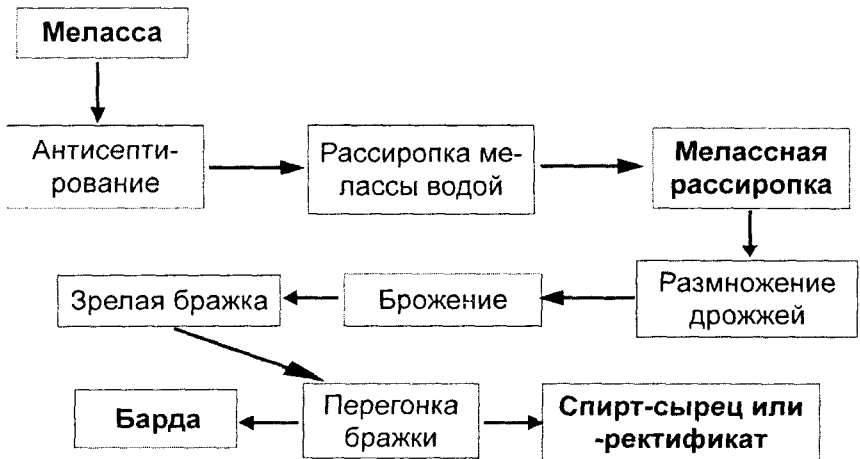 Меласса
Антисепти-
рование
Рассиропка ме-
лассы водой
Мелассная
рассиропка
Размножение
дрожжей
Брожение
Зрелая бражка
Перегонка
бражки
Барда
Спирт-сырец или
-ректификат